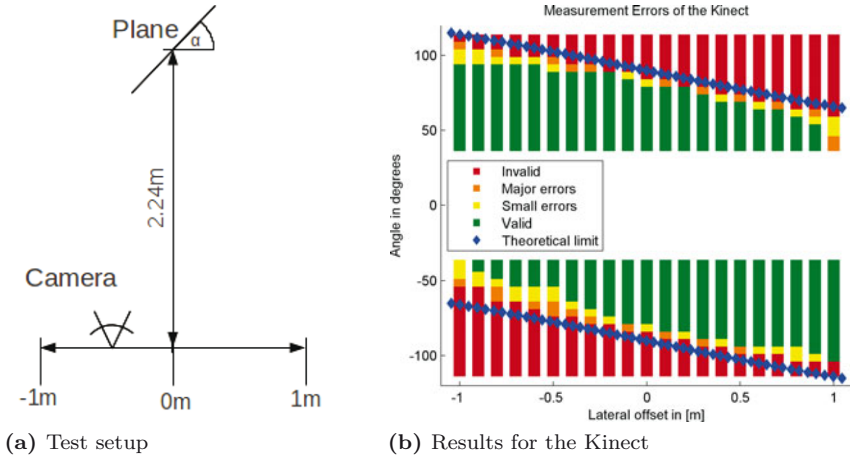 Plane
α
2.24m
Camera
-1m
0m
1m
(a) Test setup
Measurement Errors of the Kinect
Angle in degrees
100
50
0
-50
-100
Invalid
Major errors
Small errors
Valid
Theoretical limit
-1
-0.5
0
0.5
1
Lateral offset in [m]
(b) Results for the Kinect